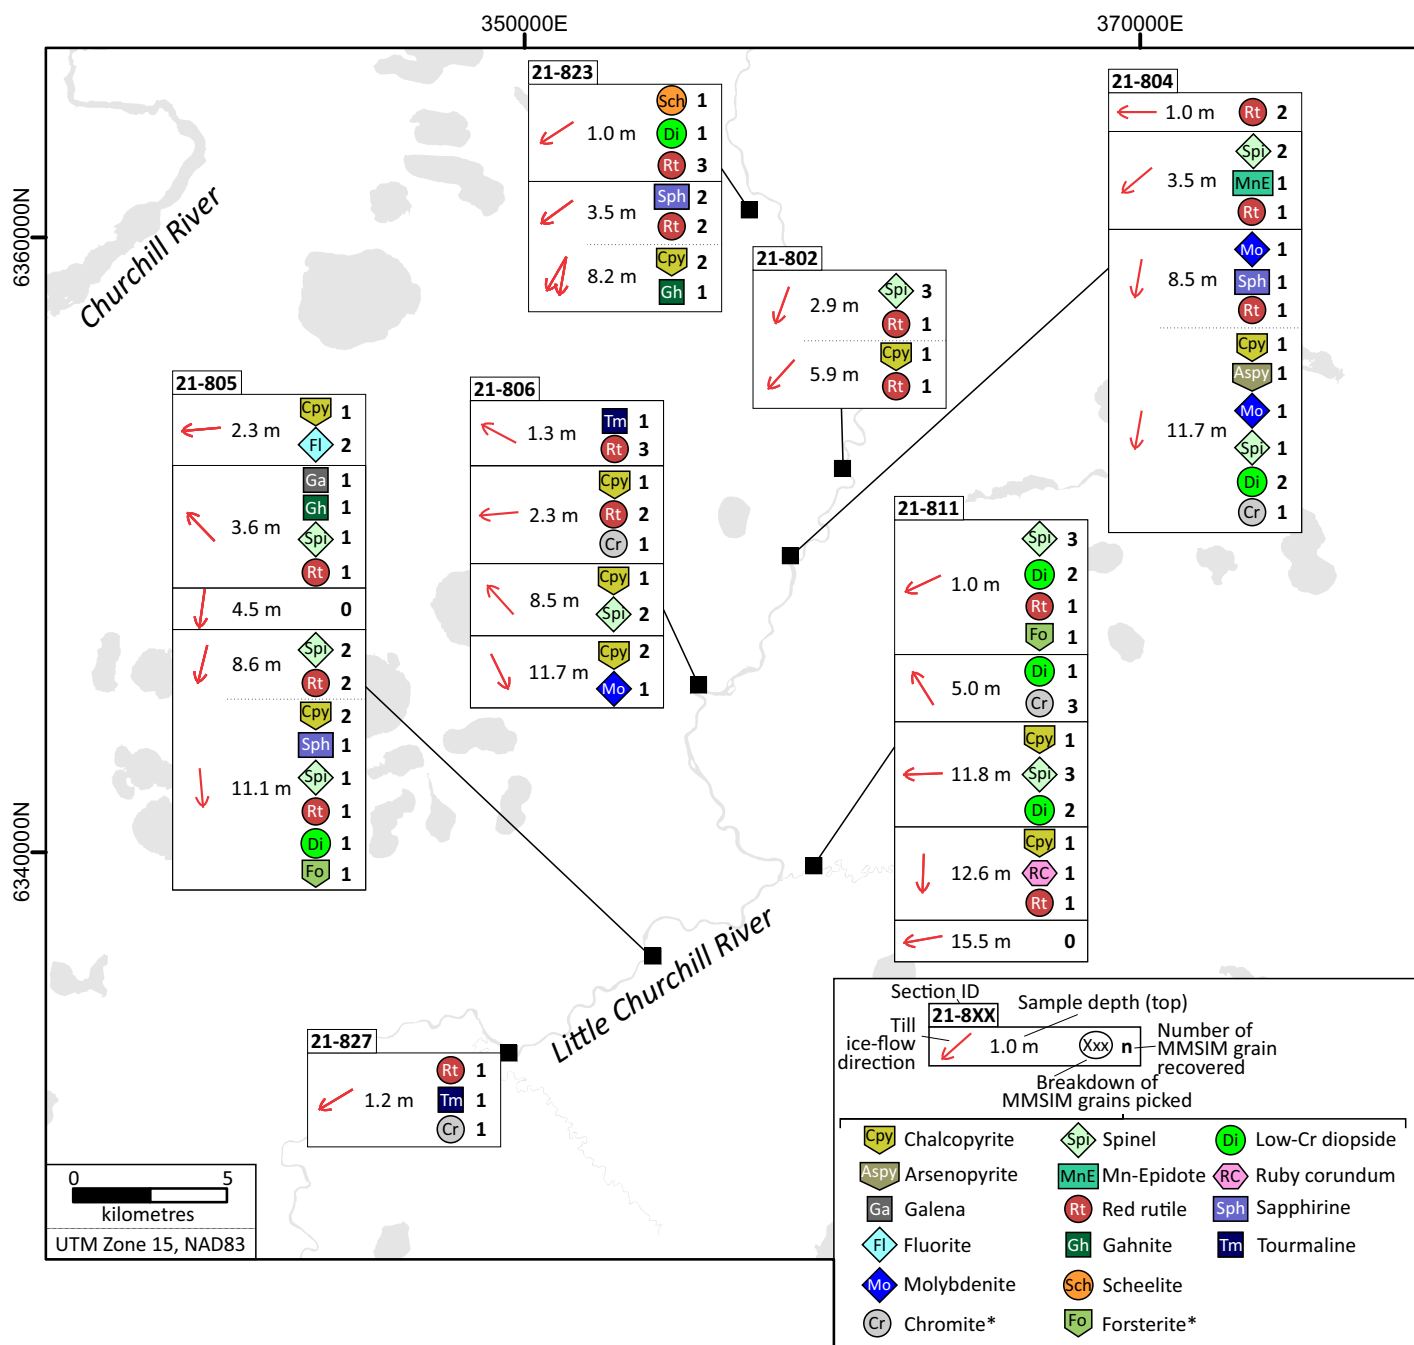 350000E
370000E
6360000N
6340000N
Churchill River
Little Churchill River
21-823
1.0 m
Sch 1
Di 1
Rt 3
3.5 m
Sph 2
Rt 2
8.2 m
Cpy 2
Gh 1
21-804
1.0 m
Rt 2
3.5 m
Spi 2
MnE 1
Rt 1
8.5 m
Mo 1
Sph 1
Rt 1
11.7 m
Cpy 1
Aspy 1
Mo 1
Spi 1
Di 2
Cr 1
21-802
2.9 m
Spi 3
Rt 1
5.9 m
Cpy 1
Rt 1
21-805
2.3 m
Cpy 1
Fl 2
3.6 m
Ga 1
Gh 1
Spi 1
Rt 1
4.5 m 0
8.6 m
Spi 2
Rt 2
11.1 m
Cpy 2
Sph 1
Spi 1
Rt 1
Di 1
Fo 1
21-806
1.3 m
Tm 1
Rt 3
2.3 m
Cpy 1
Rt 2
Cr 1
8.5 m
Cpy 1
Spi 2
11.7 m
Cpy 2
Mo 1
21-811
1.0 m
Spi 3
Di 2
Rt 1
Fo 1
5.0 m
Di 1
Cr 3
11.8 m
Cpy 1
Spi 3
Di 2
12.6 m
Cpy 1
RC 1
Rt 1
15.5 m 0
21-827
1.2 m
Rt 1
Tm 1
Cr 1
0 5
kilometres
UTM Zone 15, NAD83
Section ID
Sample depth (top)
21-8XX
Till
ice-flow
direction
1.0 m
Xxx n
Number of
MMSIM grain
recovered
Breakdown of
MMSIM grains picked
Cpy Chalcopyrite
Spi Spinel
Di Low-Cr diopside
Aspy Arsenopyrite
MnE Mn-Epidote
RC Ruby corundum
Ga Galena
Rt Red rutile
Sph Sapphirine
Fl Fluorite
Gh Gahnite
Tm Tourmaline
Mo Molybdenite
Sch Scheelite
Cr Chromite*
Fo Forsterite*